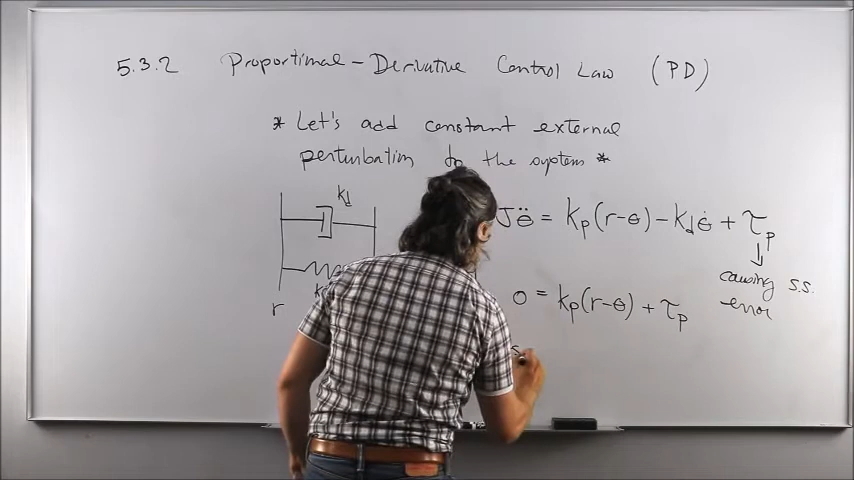 5.3.2 Proportional-Derivative Control Law (PD)
* Let's add constant external
perturbation to the system *
Kd
Jθ̈ = Kp(r-θ) - Kdθ̇ + τp
causing s.s.
error
0 = Kp(r-θ) + τp
r
s.